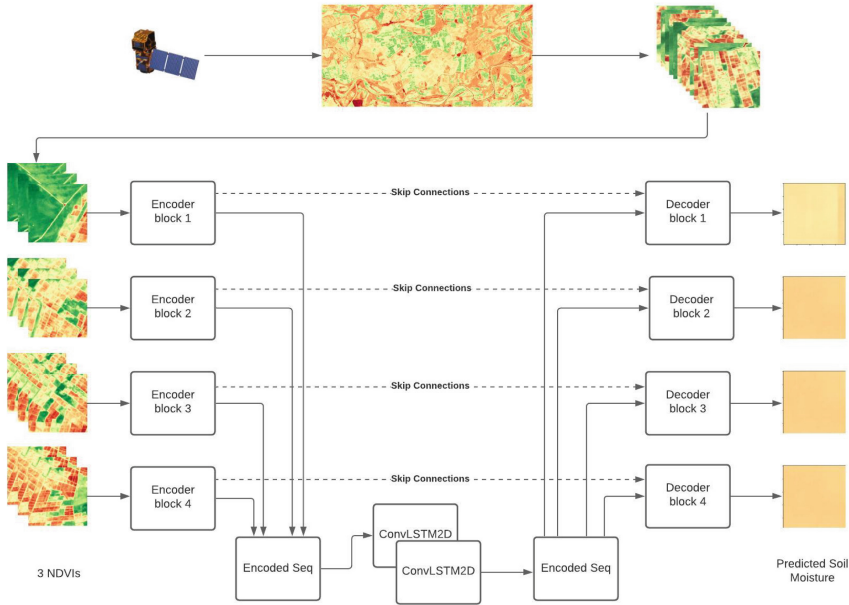 Encoder
block 1
Skip Connections
Decoder
block 1
Encoder
block 2
Skip Connections
Decoder
block 2
Encoder
block 3
Skip Connections
Decoder
block 3
Encoder
block 4
Skip Connections
Decoder
block 4
ConvLSTM2D
Encoded Seq
ConvLSTM2D
Encoded Seq
3 NDVIs
Predicted Soil
Moisture